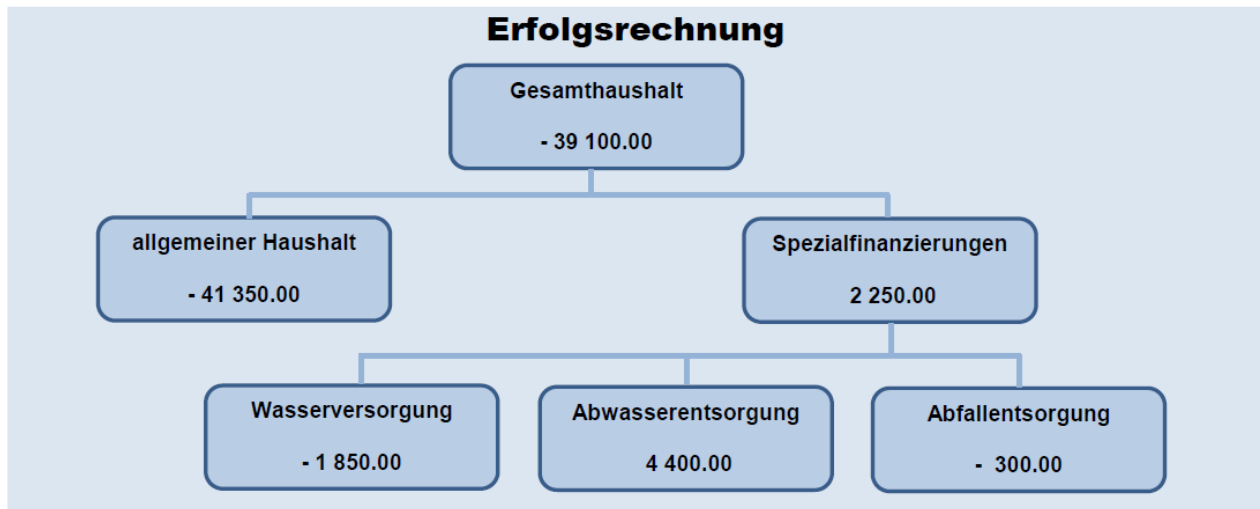 Erfolgsrechnung
Gesamthaushalt
- 39 100.00
allgemeiner Haushalt
- 41 350.00
Spezialfinanzierungen
2 250.00
Wasserversorgung
- 1 850.00
Abwasserentsorgung
4 400.00
Abfallentsorgung
- 300.00